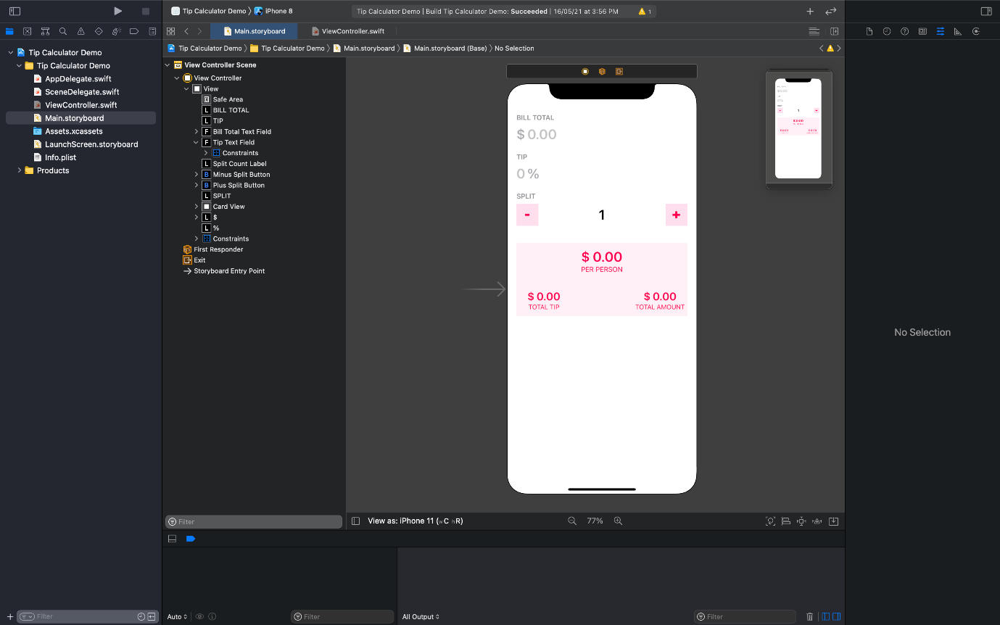 Tip Calculator Demo
iPhone 8
Tip Calculator Demo | Build Tip Calculator Demo: Succeeded | 16/05/21 at 3:56 PM
1
Main.storyboard
ViewController.swift
Tip Calculator Demo
Tip Calculator Demo
Main.storyboard
Main.storyboard (Base)
No Selection
Tip Calculator Demo
Tip Calculator Demo
AppDelegate.swift
SceneDelegate.swift
ViewController.swift
Main.storyboard
Assets.xcassets
LaunchScreen.storyboard
Info.plist
Products
Filter
View Controller Scene
View Controller
View
Safe Area
L BILL TOTAL
L TIP
F Bill Total Text Field
F Tip Text Field
Constraints
L Split Count Label
B Minus Split Button
B Plus Split Button
L SPLIT
Card View
L $
L %
Constraints
First Responder
Exit
Storyboard Entry Point
Filter
BILL TOTAL
$ 0.00
TIP
0 %
SPLIT
- 1 +
$ 0.00
PER PERSON
$ 0.00 $ 0.00
TOTAL TIP TOTAL AMOUNT
View as: iPhone 11 (wC hR)
77%
No Selection
Auto
Filter
All Output
Filter